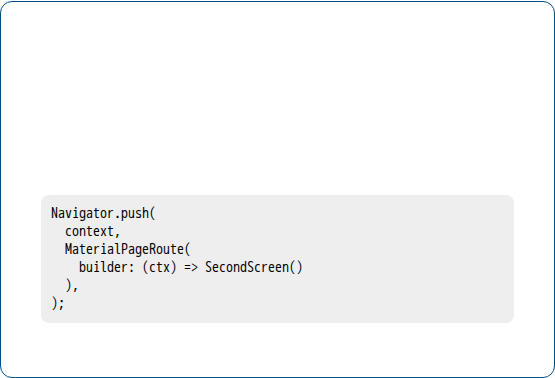 Navigator.push(
  context,
  MaterialPageRoute(
    builder: (ctx) => SecondScreen()
  ),
);